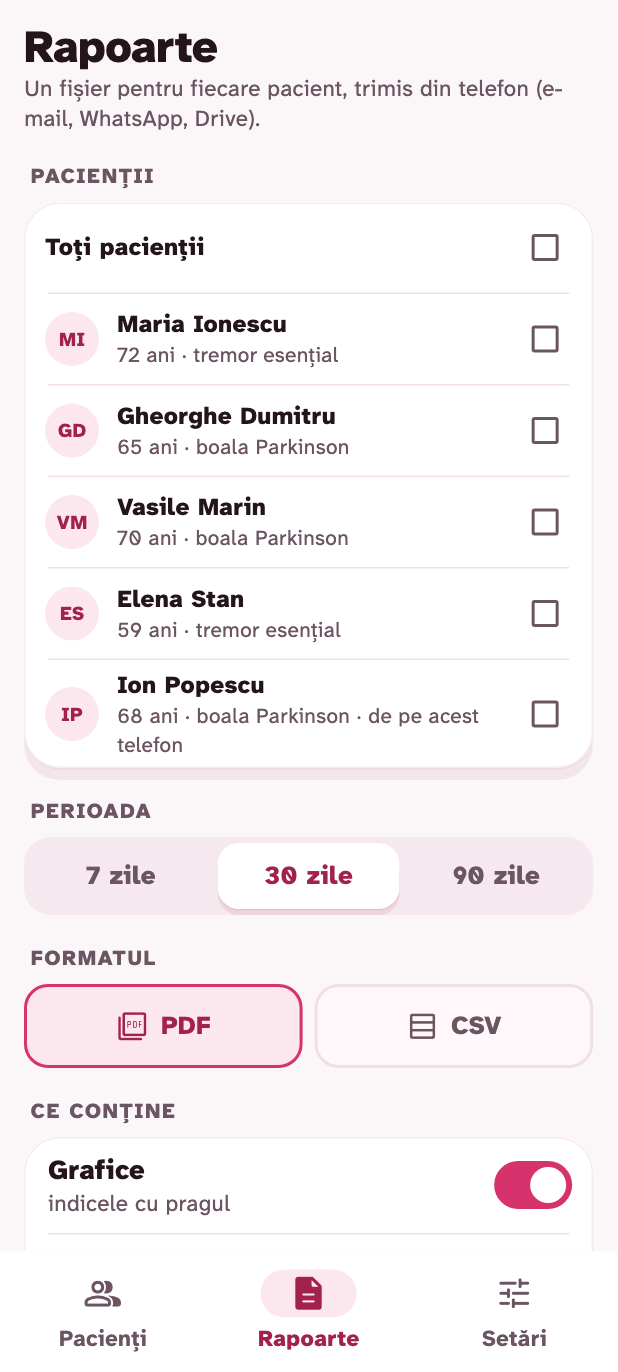 Rapoarte
Un fișier pentru fiecare pacient, trimis din telefon (e-
mail, WhatsApp, Drive).
PACIENȚII
Toți pacienții
MI
Maria Ionescu
72 ani · tremor esențial
GD
Gheorghe Dumitru
65 ani · boala Parkinson
VM
Vasile Marin
70 ani · boala Parkinson
ES
Elena Stan
59 ani · tremor esențial
IP
Ion Popescu
68 ani · boala Parkinson · de pe acest
telefon
PERIOADA
7 zile
30 zile
90 zile
FORMATUL
PDF
PDF
CSV
CE CONȚINE
Grafice
indicele cu pragul
Pacienți
Rapoarte
Setări